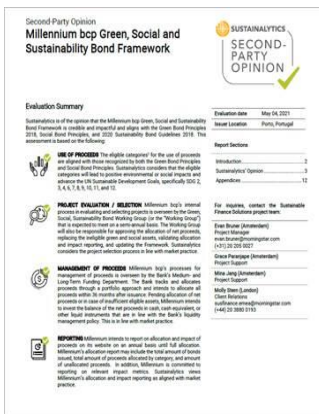 Second-Party Opinion
Millennium bcp Green, Social and
Sustainability Bond Framework
SUSTAINALYTICS
SECOND-
PARTY
OPINION
Evaluation Summary
Sustainalytics is of the opinion that the Millennium bcp Green, Social and Sustainability
Bond Framework is credible and impactful and aligns with the Green Bond Principles
2018, Social Bond Principles, and 2020 Sustainability Bond Guidelines 2018. This
assessment is based on the following:
USE OF PROCEEDS The eligible categories for the use of proceeds
are aligned with those recognized by both the Green Bond Principles
and Social Bond Principles. Sustainalytics considers that the eligible
categories will lead to positive environmental or social impacts and
advance the UN Sustainable Development Goals, specifically SDG 2,
3, 4, 6, 7, 8, 9, 10, 11, and 12.
PROJECT EVALUATION / SELECTION Millennium bcp's internal
process in evaluating and selecting projects is overseen by the Green,
Social, Sustainability Bond Working Group (or the "Working Group")
that is expected to meet on a semi-annual basis. The Working Group
will also be responsible for approving the allocation of net proceeds,
replacing the ineligible green and social assets, validating allocation
and impact reporting, and updating the Framework. Sustainalytics
considers the project selection process in line with market practice.
MANAGEMENT OF PROCEEDS Millennium bcp's processes for
management of proceeds is overseen by the Bank's Medium- and
Long-Term Funding Department. The Bank tracks and allocates
proceeds through a portfolio approach and intends to allocate all
proceeds within 36 months after issuance. Pending allocation of net
proceeds or in case of insufficient eligible assets, Millennium intends
to invest the balance of the net proceeds in cash, cash equivalent, or
other liquid instruments that are in line with the Bank's liquidity
management policy. This is in line with market practice.
REPORTING Millennium intends to report on allocation and impact of
proceeds on its website on an annual basis until full allocation.
Millennium's allocation report may include the total amount of bonds
issued, total amount of proceeds allocated by category, and amount
of unallocated proceeds. In addition, Millennium is committed to
reporting on relevant impact metrics. Sustainalytics views
Millennium's allocation and impact reporting as aligned with market
practice.
Evaluation date May 04, 2021
Issuer Location Porto, Portugal
Report Sections
Introduction 2
Sustainalytics' Opinion 3
Appendices 12
For inquiries, contact the Sustainable
Finance Solutions project team:
Evan Bruner (Amsterdam)
Project Manager
evan.bruner@morningstar.com
(+31) 20 205 0027
Grace Paranjape (Amsterdam)
Project Support
Mina Jang (Amsterdam)
Project Support
Molly Stern (London)
Client Relations
susfinance.emea@morningstar.com
(+44) 20 3880 0193